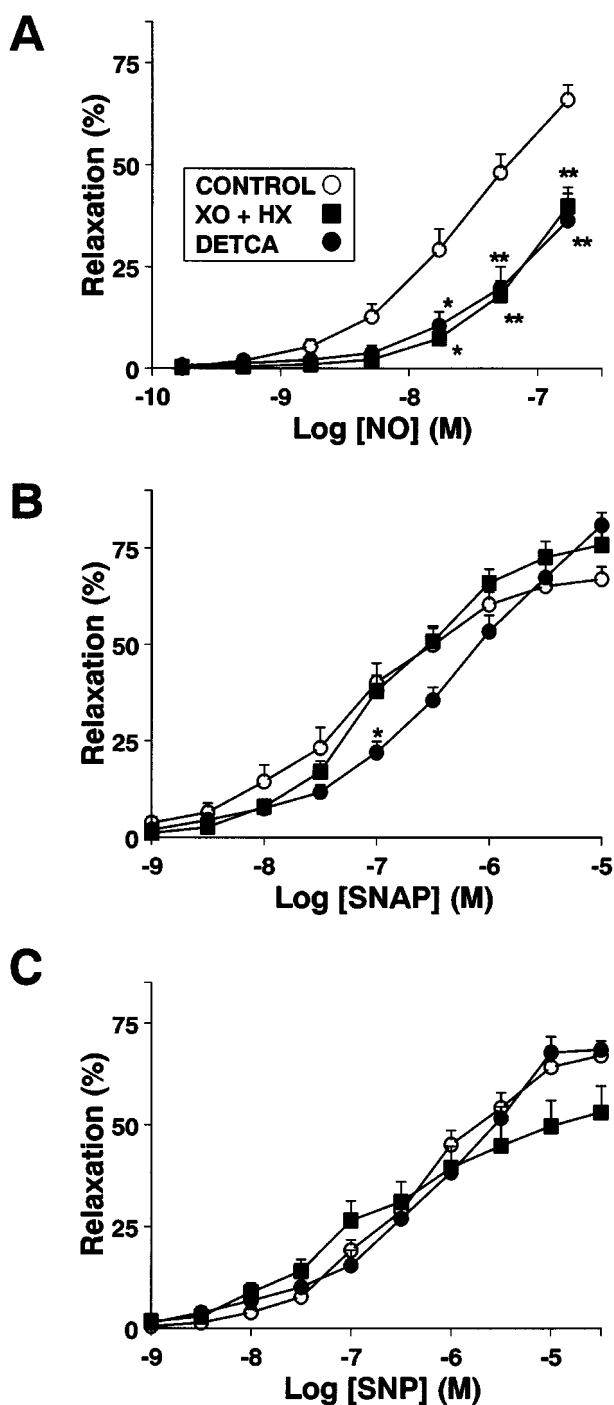 A
Relaxation (%)
75
50
25
0
CONTROL
XO + HX
DETCA
*
*
**
**
**
**
-10
-9
-8
-7
Log [NO] (M)
B
Relaxation (%)
75
50
25
0
*
-9
-8
-7
-6
-5
Log [SNAP] (M)
C
Relaxation (%)
75
50
25
0
-9
-8
-7
-6
-5
Log [SNP] (M)